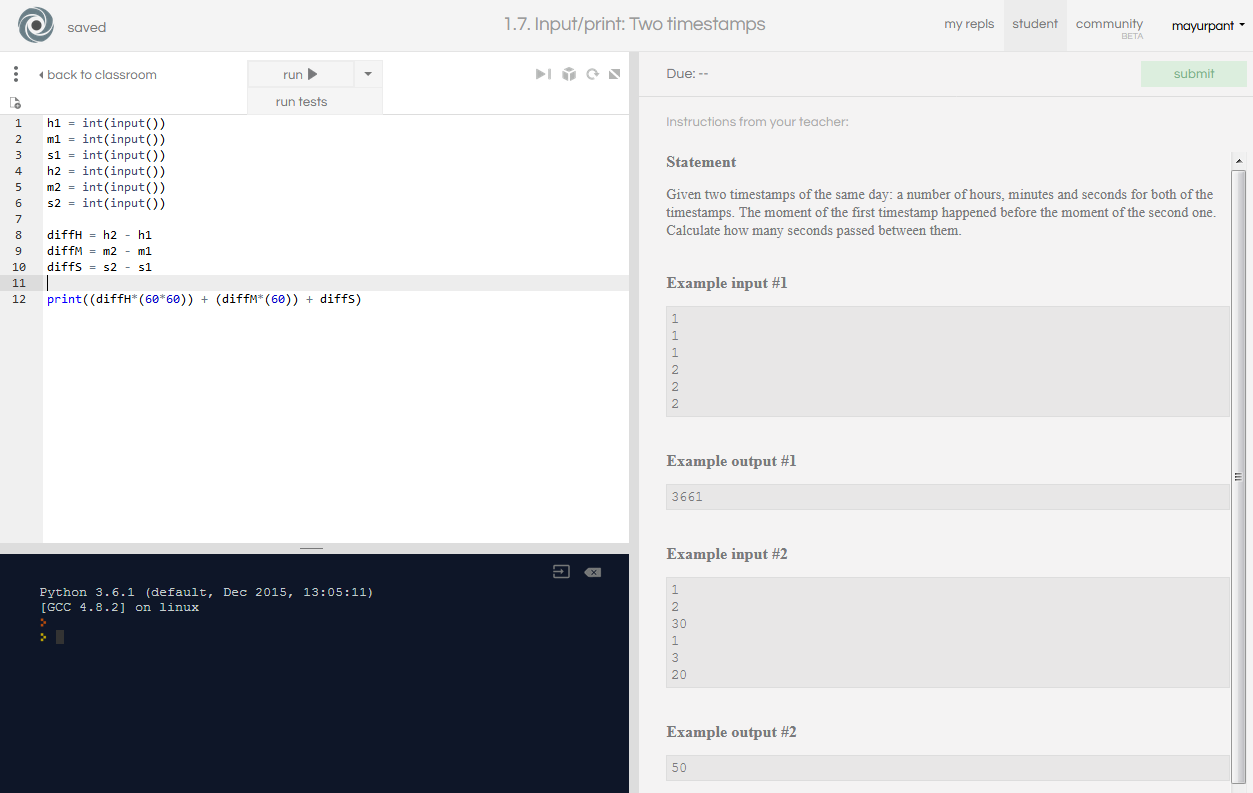 saved
1.7. Input/print: Two timestamps
my repls
student
community
BETA
mayurpant
back to classroom
run
run tests
1 h1 = int(input())
2 m1 = int(input())
3 s1 = int(input())
4 h2 = int(input())
5 m2 = int(input())
6 s2 = int(input())
7
8 diffH = h2 - h1
9 diffM = m2 - m1
10 diffS = s2 - s1
11
12 print((diffH*(60*60)) + (diffM*(60)) + diffS)
Python 3.6.1 (default, Dec 2015, 13:05:11)
[GCC 4.8.2] on linux
Due: --
submit
Instructions from your teacher:
Statement
Given two timestamps of the same day: a number of hours, minutes and seconds for both of the
timestamps. The moment of the first timestamp happened before the moment of the second one.
Calculate how many seconds passed between them.
Example input #1
1
1
1
2
2
2
Example output #1
3661
Example input #2
1
2
30
1
3
20
Example output #2
50